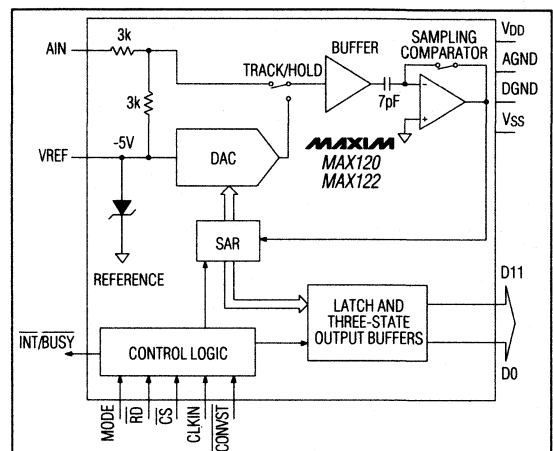 AIN
3k
3k
VREF
-5V
REFERENCE
TRACK/HOLD
BUFFER
7pF
SAMPLING
COMPARATOR
-
+
VDD
AGND
DGND
VSS
DAC
MAXIM
MAX120
MAX122
SAR
LATCH AND
THREE-STATE
OUTPUT BUFFERS
D11
D0
INT/BUSY
CONTROL LOGIC
MODE
RD
CS
CLKIN
CONVST